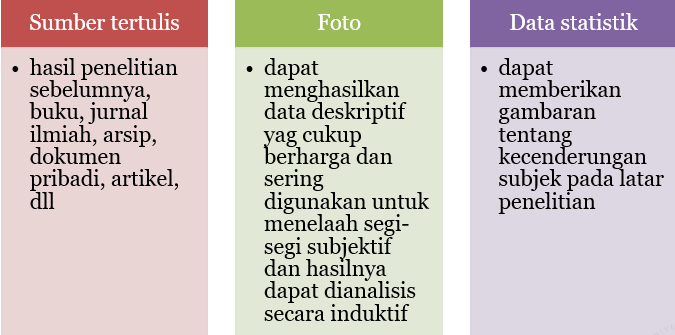 Sumber tertulis
• hasil penelitian
sebelumnya,
buku, jurnal
ilmiah, arsip,
dokumen
pribadi, artikel,
dll
Foto
• dapat
menghasilkan
data deskriptif
yag cukup
berharga dan
sering
digunakan untuk
menelaah segi-
segi subjektif
dan hasilnya
dapat dianalisis
secara induktif
Data statistik
• dapat
memberikan
gambaran
tentang
kecenderungan
subjek pada latar
penelitian